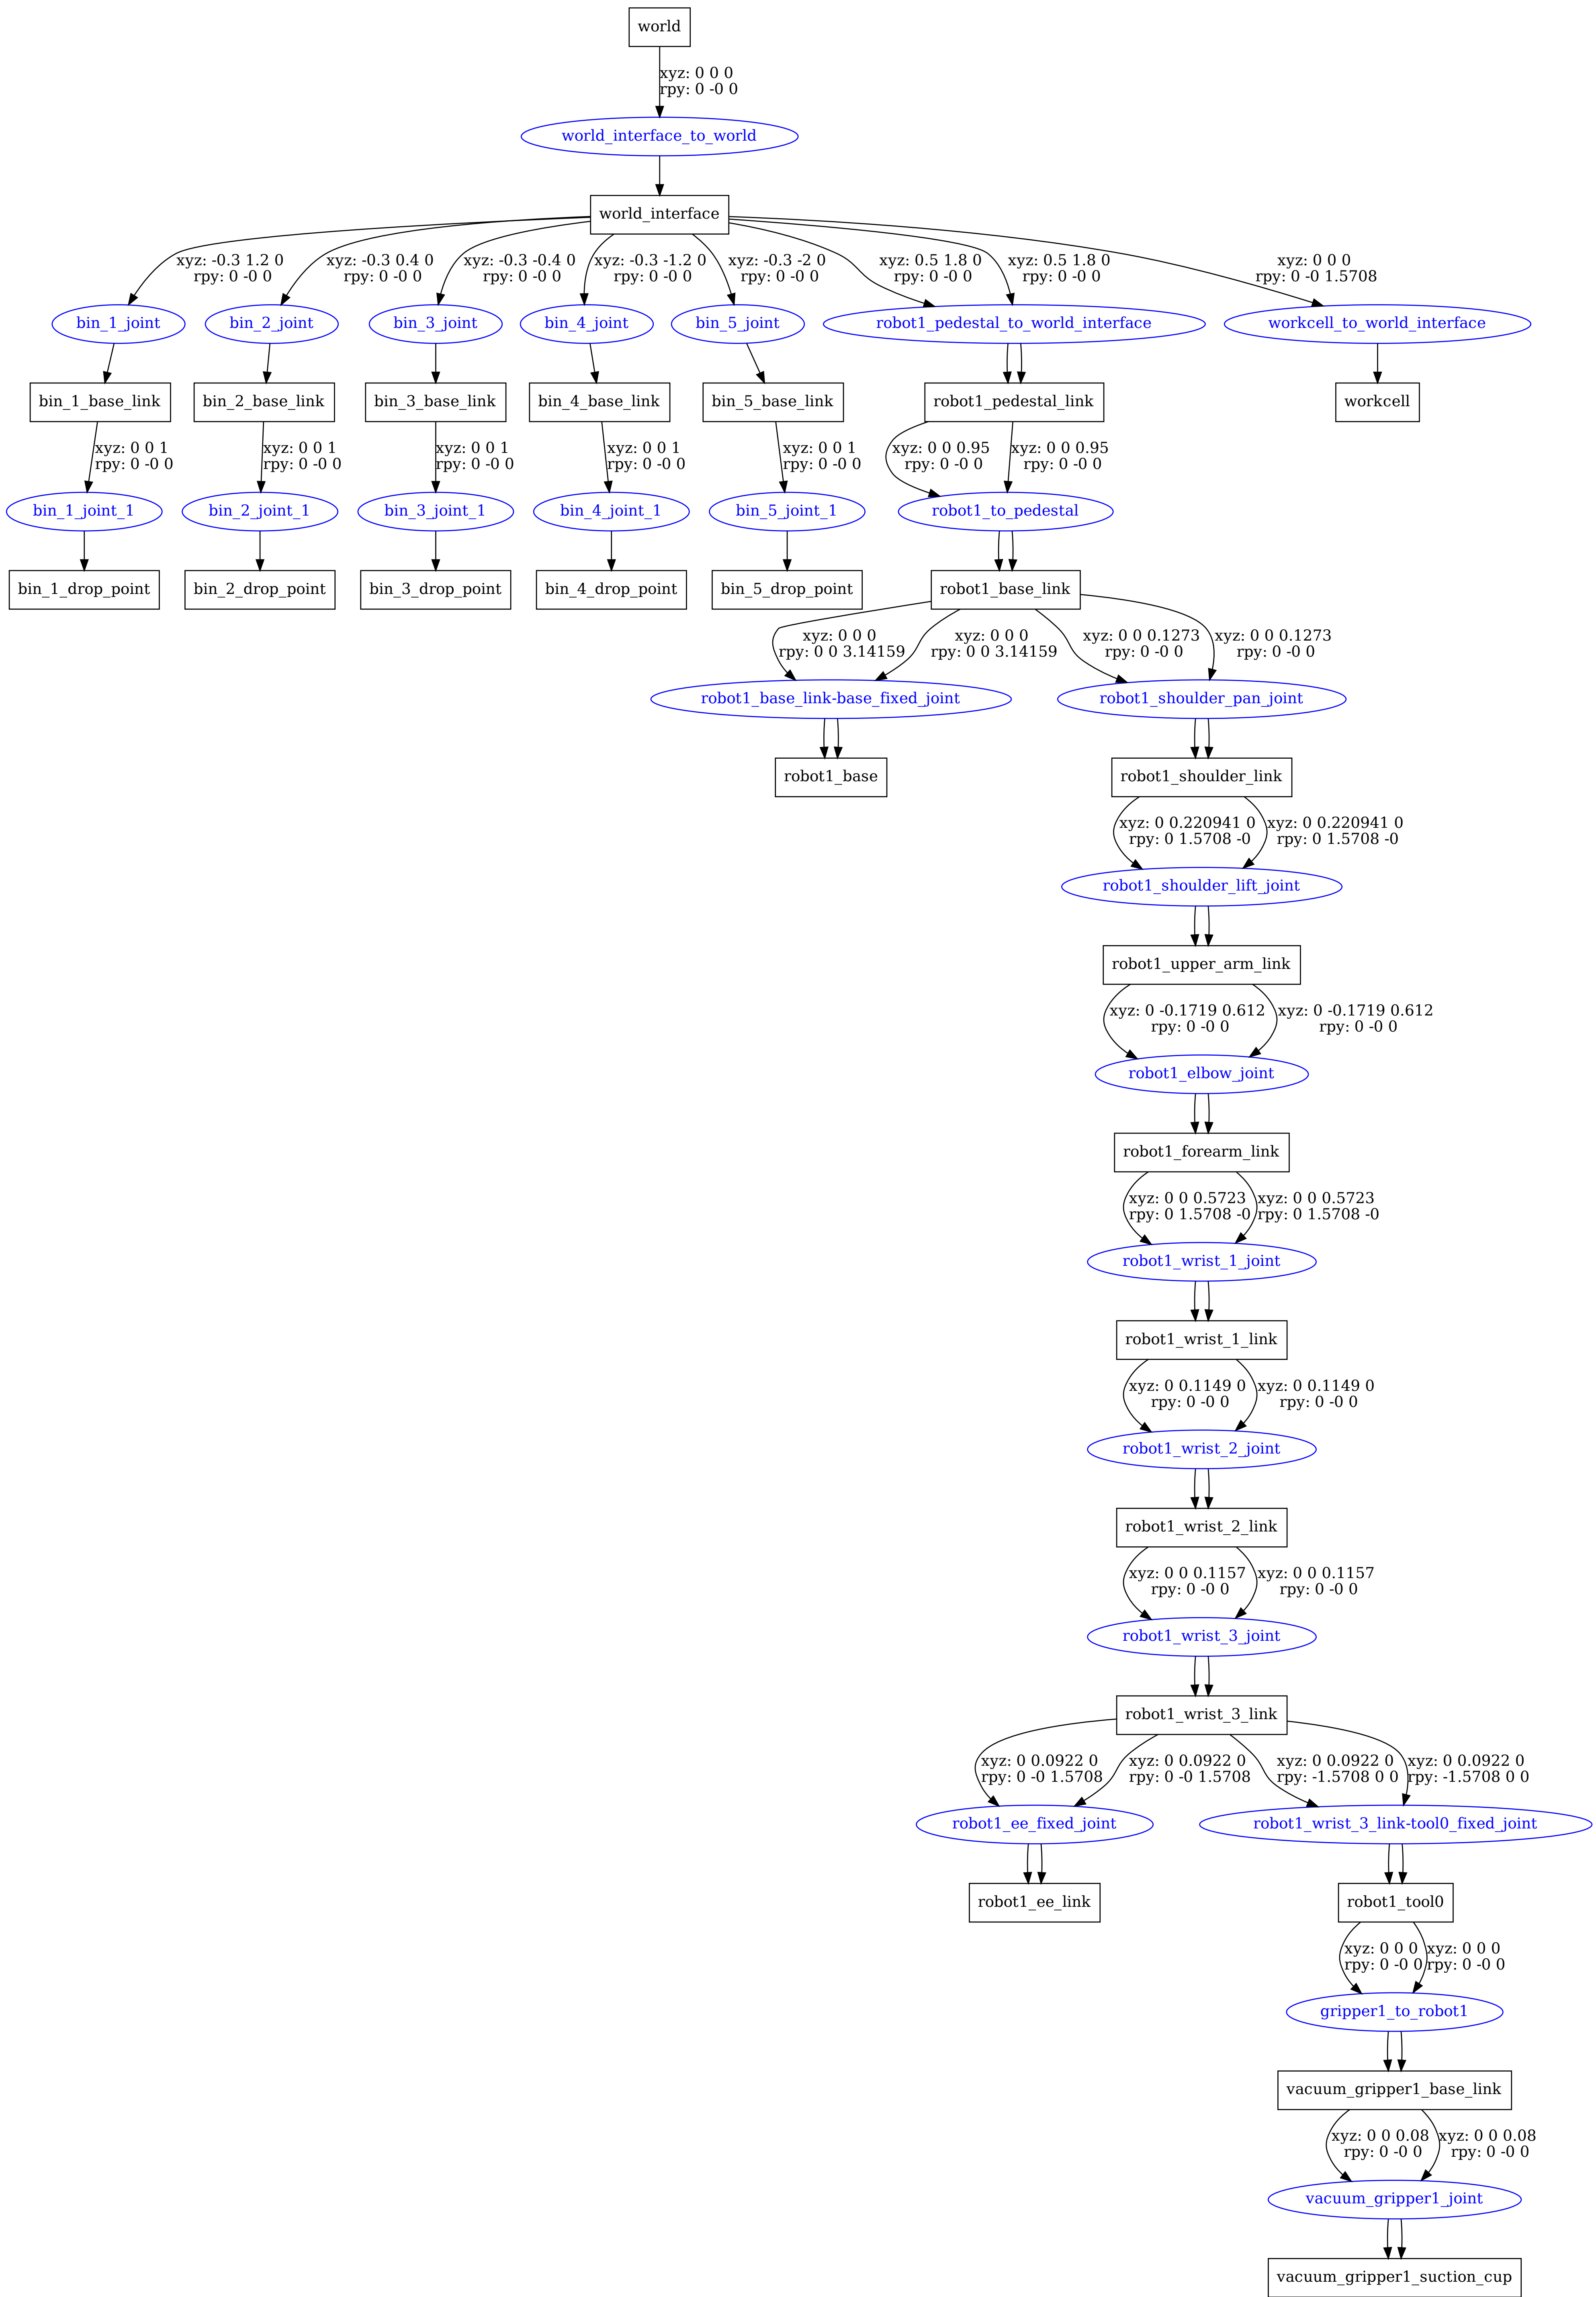 world
xyz: 0 0 0
rpy: 0 -0 0
world_interface_to_world
world_interface
xyz: -0.3 1.2 0
rpy: 0 -0 0
xyz: -0.3 0.4 0
rpy: 0 -0 0
xyz: -0.3 -0.4 0
rpy: 0 -0 0
xyz: -0.3 -1.2 0
rpy: 0 -0 0
xyz: -0.3 -2 0
rpy: 0 -0 0
xyz: 0.5 1.8 0
rpy: 0 -0 0
xyz: 0.5 1.8 0
rpy: 0 -0 0
xyz: 0 0 0
rpy: 0 -0 1.5708
bin_1_joint
bin_2_joint
bin_3_joint
bin_4_joint
bin_5_joint
robot1_pedestal_to_world_interface
workcell_to_world_interface
bin_1_base_link
bin_2_base_link
bin_3_base_link
bin_4_base_link
bin_5_base_link
robot1_pedestal_link
workcell
xyz: 0 0 1
rpy: 0 -0 0
xyz: 0 0 1
rpy: 0 -0 0
xyz: 0 0 1
rpy: 0 -0 0
xyz: 0 0 1
rpy: 0 -0 0
xyz: 0 0 1
rpy: 0 -0 0
xyz: 0 0 0.95
rpy: 0 -0 0
xyz: 0 0 0.95
rpy: 0 -0 0
bin_1_joint_1
bin_2_joint_1
bin_3_joint_1
bin_4_joint_1
bin_5_joint_1
robot1_to_pedestal
bin_1_drop_point
bin_2_drop_point
bin_3_drop_point
bin_4_drop_point
bin_5_drop_point
robot1_base_link
xyz: 0 0 0
rpy: 0 0 3.14159
xyz: 0 0 0
rpy: 0 0 3.14159
xyz: 0 0 0.1273
rpy: 0 -0 0
xyz: 0 0 0.1273
rpy: 0 -0 0
robot1_base_link-base_fixed_joint
robot1_shoulder_pan_joint
robot1_base
robot1_shoulder_link
xyz: 0 0.220941 0
rpy: 0 1.5708 -0
xyz: 0 0.220941 0
rpy: 0 1.5708 -0
robot1_shoulder_lift_joint
robot1_upper_arm_link
xyz: 0 -0.1719 0.612
rpy: 0 -0 0
xyz: 0 -0.1719 0.612
rpy: 0 -0 0
robot1_elbow_joint
robot1_forearm_link
xyz: 0 0 0.5723
rpy: 0 1.5708 -0
xyz: 0 0 0.5723
rpy: 0 1.5708 -0
robot1_wrist_1_joint
robot1_wrist_1_link
xyz: 0 0.1149 0
rpy: 0 -0 0
xyz: 0 0.1149 0
rpy: 0 -0 0
robot1_wrist_2_joint
robot1_wrist_2_link
xyz: 0 0 0.1157
rpy: 0 -0 0
xyz: 0 0 0.1157
rpy: 0 -0 0
robot1_wrist_3_joint
robot1_wrist_3_link
xyz: 0 0.0922 0
rpy: 0 -0 1.5708
xyz: 0 0.0922 0
rpy: 0 -0 1.5708
xyz: 0 0.0922 0
rpy: -1.5708 0 0
xyz: 0 0.0922 0
rpy: -1.5708 0 0
robot1_ee_fixed_joint
robot1_wrist_3_link-tool0_fixed_joint
robot1_ee_link
robot1_tool0
xyz: 0 0 0
rpy: 0 -0 0
xyz: 0 0 0
rpy: 0 -0 0
gripper1_to_robot1
vacuum_gripper1_base_link
xyz: 0 0 0.08
rpy: 0 -0 0
xyz: 0 0 0.08
rpy: 0 -0 0
vacuum_gripper1_joint
vacuum_gripper1_suction_cup